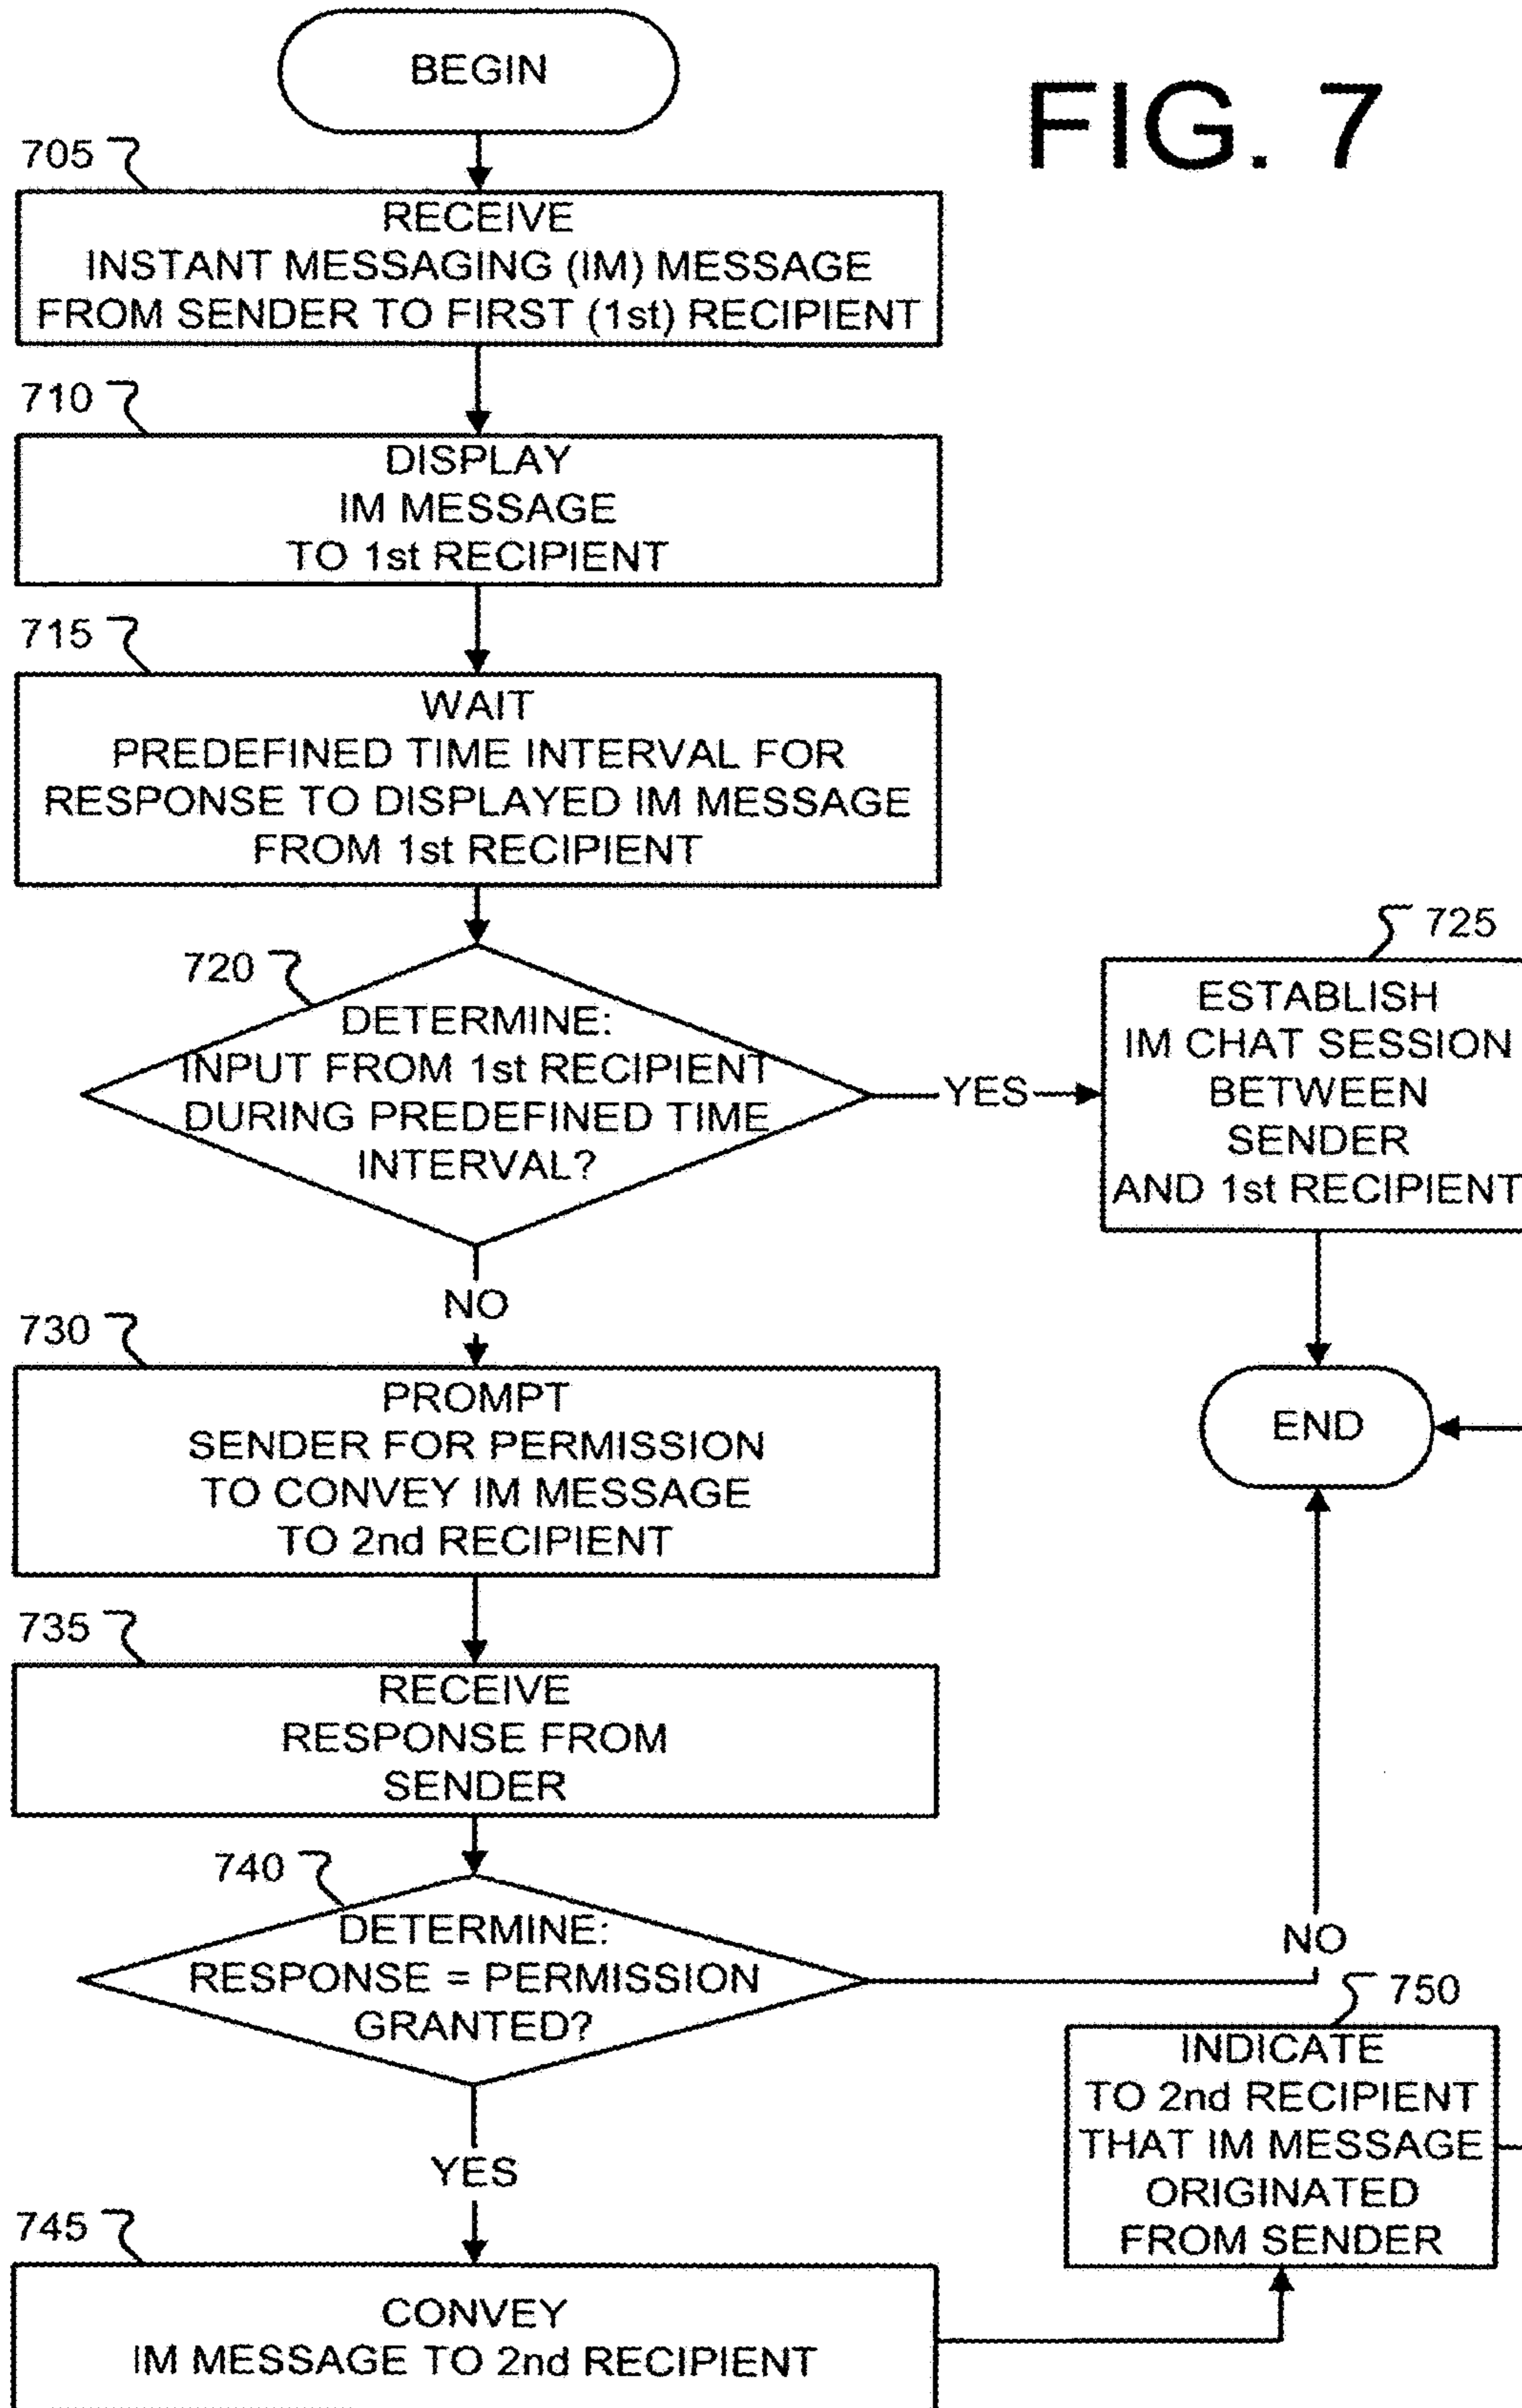 BEGIN
FIG. 7
705
RECEIVE
INSTANT MESSAGING (IM) MESSAGE
FROM SENDER TO FIRST (1st) RECIPIENT
710
DISPLAY
IM MESSAGE
TO 1st RECIPIENT
715
WAIT
PREDEFINED TIME INTERVAL FOR
RESPONSE TO DISPLAYED IM MESSAGE
FROM 1st RECIPIENT
720
DETERMINE:
INPUT FROM 1st RECIPIENT
DURING PREDEFINED TIME
INTERVAL?
YES
725
ESTABLISH
IM CHAT SESSION
BETWEEN
SENDER
AND 1st RECIPIENT
NO
END
730
PROMPT
SENDER FOR PERMISSION
TO CONVEY IM MESSAGE
TO 2nd RECIPIENT
735
RECEIVE
RESPONSE FROM
SENDER
740
DETERMINE:
RESPONSE = PERMISSION
GRANTED?
NO
YES
745
CONVEY
IM MESSAGE TO 2nd RECIPIENT
750
INDICATE
TO 2nd RECIPIENT
THAT IM MESSAGE
ORIGINATED
FROM SENDER